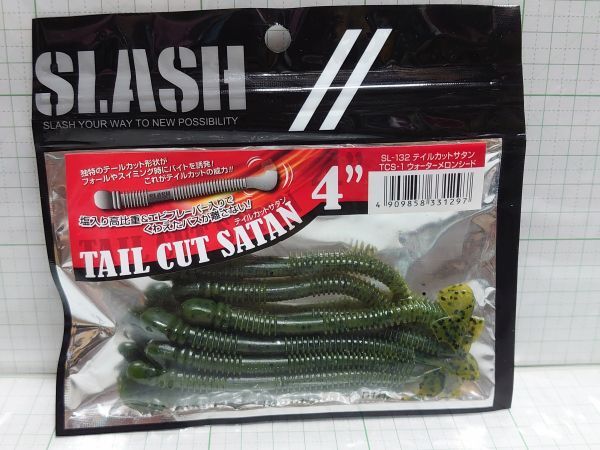 SLASH
SLASH YOUR WAY TO NEW POSSIBILITY
独特のテールカット形状が
フォールやスイミング時にバイトを誘発!
これがテイルカットの威力!!
塩入り高比重&エビフレーバー入りで
くわえたバスが離さない!
テイルカットサタン
TAIL CUT SATAN 4"
SL-132 テイルカットサタン
TCS-1 ウォーターメロンシード
4 909858 331297